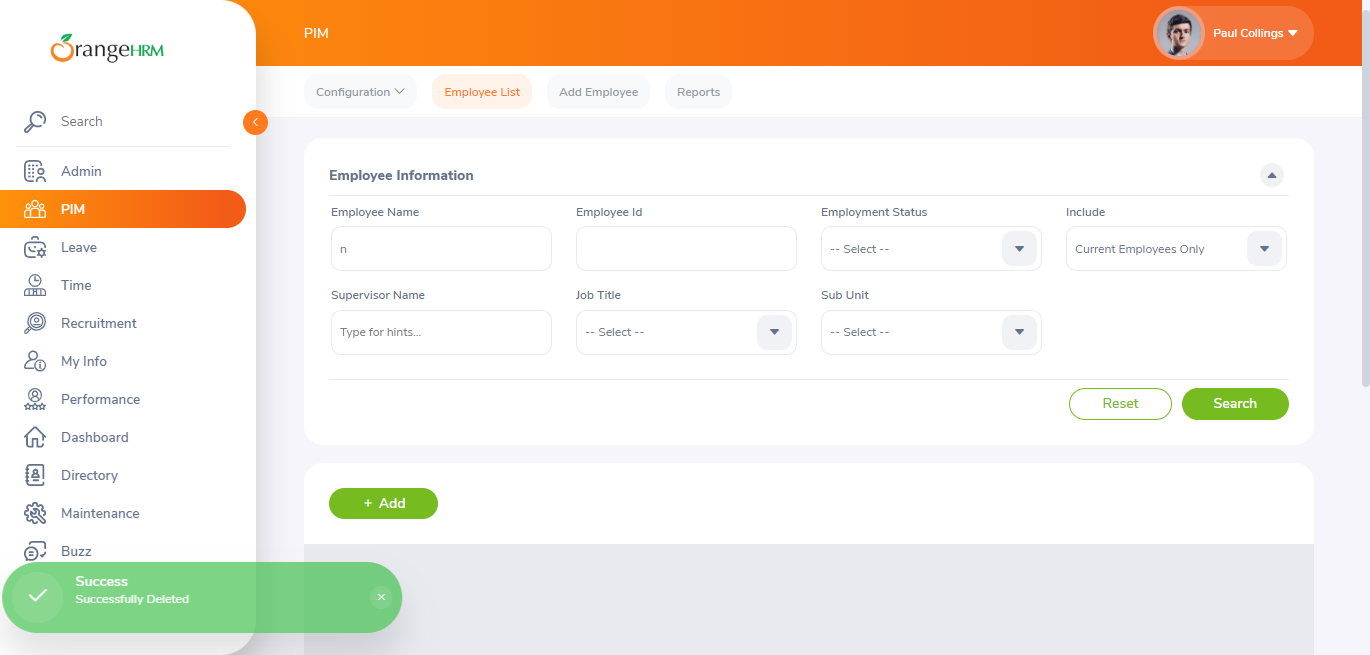 OrangeHRM
PIM
Paul Collings
Configuration
Employee List
Add Employee
Reports
Search
Admin
PIM
Leave
Time
Recruitment
My Info
Performance
Dashboard
Directory
Maintenance
Buzz
Employee Information
Employee Name
Employee Id
Employment Status
Include
n
-- Select --
Current Employees Only
Supervisor Name
Job Title
Sub Unit
Type for hints...
-- Select --
-- Select --
Reset
Search
+ Add
Success
Successfully Deleted